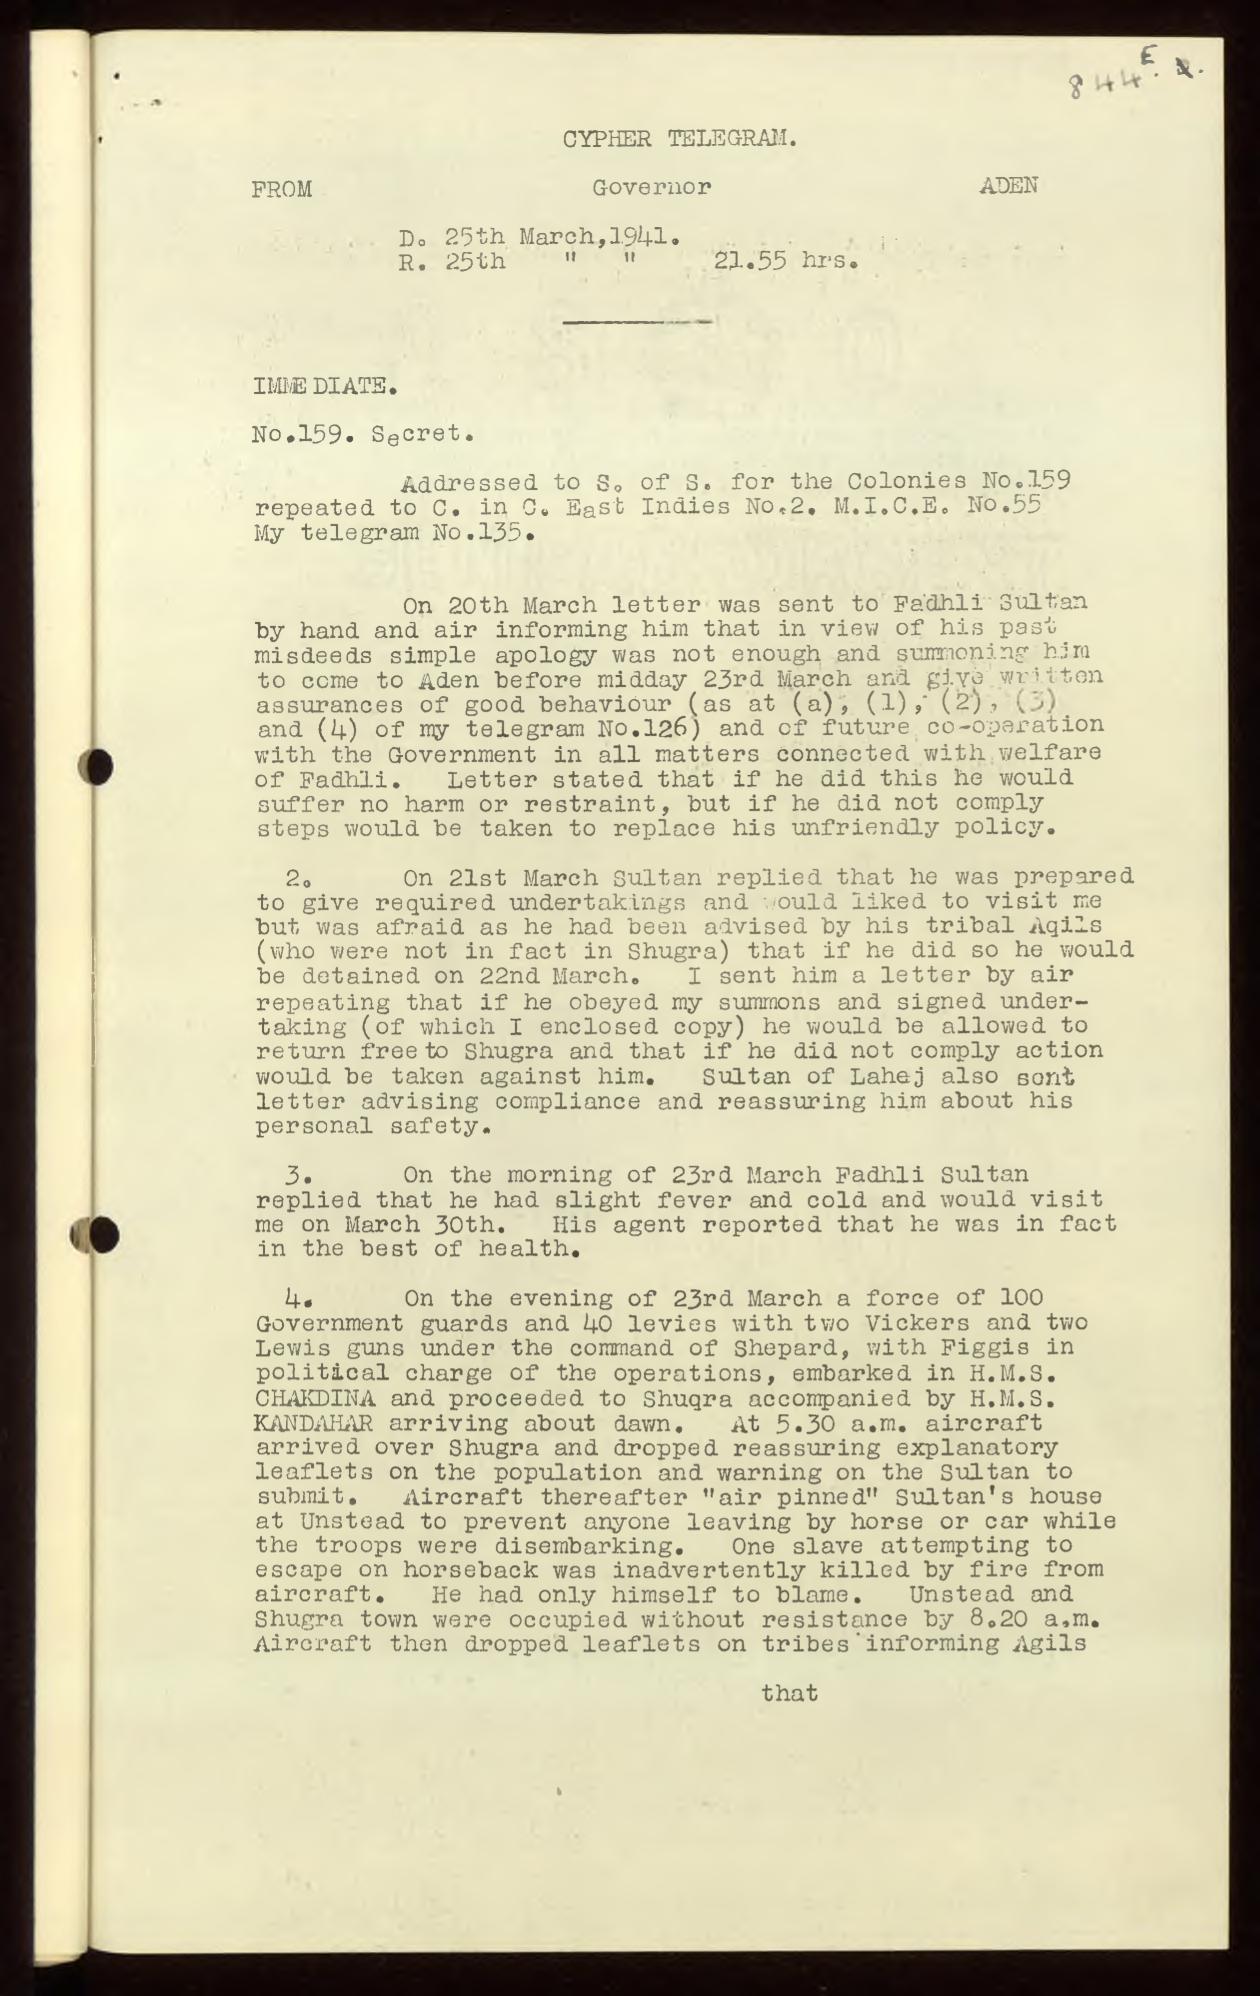 844 E.
CYPHER TELEGRAM.
FROM Governor ADEN
D. 25th March,1941.
R. 25th " " 21.55 hrs.
IMMEDIATE.
No.159. Secret.
Addressed to S. of S. for the Colonies No.159
repeated to C. in C. East Indies No.2. M.I.C.E. No.55
My telegram No.135.
On 20th March letter was sent to Fadhli Sultan
by hand and air informing him that in view of his past
misdeeds simple apology was not enough and summoning him
to come to Aden before midday 23rd March and give written
assurances of good behaviour (as at (a), (1), (2), (3)
and (4) of my telegram No.126) and of future co-operation
with the Government in all matters connected with welfare
of Fadhli. Letter stated that if he did this he would
suffer no harm or restraint, but if he did not comply
steps would be taken to replace his unfriendly policy.
2. On 21st March Sultan replied that he was prepared
to give required undertakings and would liked to visit me
but was afraid as he had been advised by his tribal Aqils
(who were not in fact in Shugra) that if he did so he would
be detained on 22nd March. I sent him a letter by air
repeating that if he obeyed my summons and signed under-
taking (of which I enclosed copy) he would be allowed to
return free to Shugra and that if he did not comply action
would be taken against him. Sultan of Lahej also sent
letter advising compliance and reassuring him about his
personal safety.
3. On the morning of 23rd March Fadhli Sultan
replied that he had slight fever and cold and would visit
me on March 30th. His agent reported that he was in fact
in the best of health.
4. On the evening of 23rd March a force of 100
Government guards and 40 levies with two Vickers and two
Lewis guns under the command of Shepard, with Figgis in
political charge of the operations, embarked in H.M.S.
CHAKDINA and proceeded to Shuqra accompanied by H.M.S.
KANDAHAR arriving about dawn. At 5.30 a.m. aircraft
arrived over Shugra and dropped reassuring explanatory
leaflets on the population and warning on the Sultan to
submit. Aircraft thereafter "air pinned" Sultan's house
at Unstead to prevent anyone leaving by horse or car while
the troops were disembarking. One slave attempting to
escape on horseback was inadvertently killed by fire from
aircraft. He had only himself to blame. Unstead and
Shugra town were occupied without resistance by 8.20 a.m.
Aircraft then dropped leaflets on tribes informing Agils
that